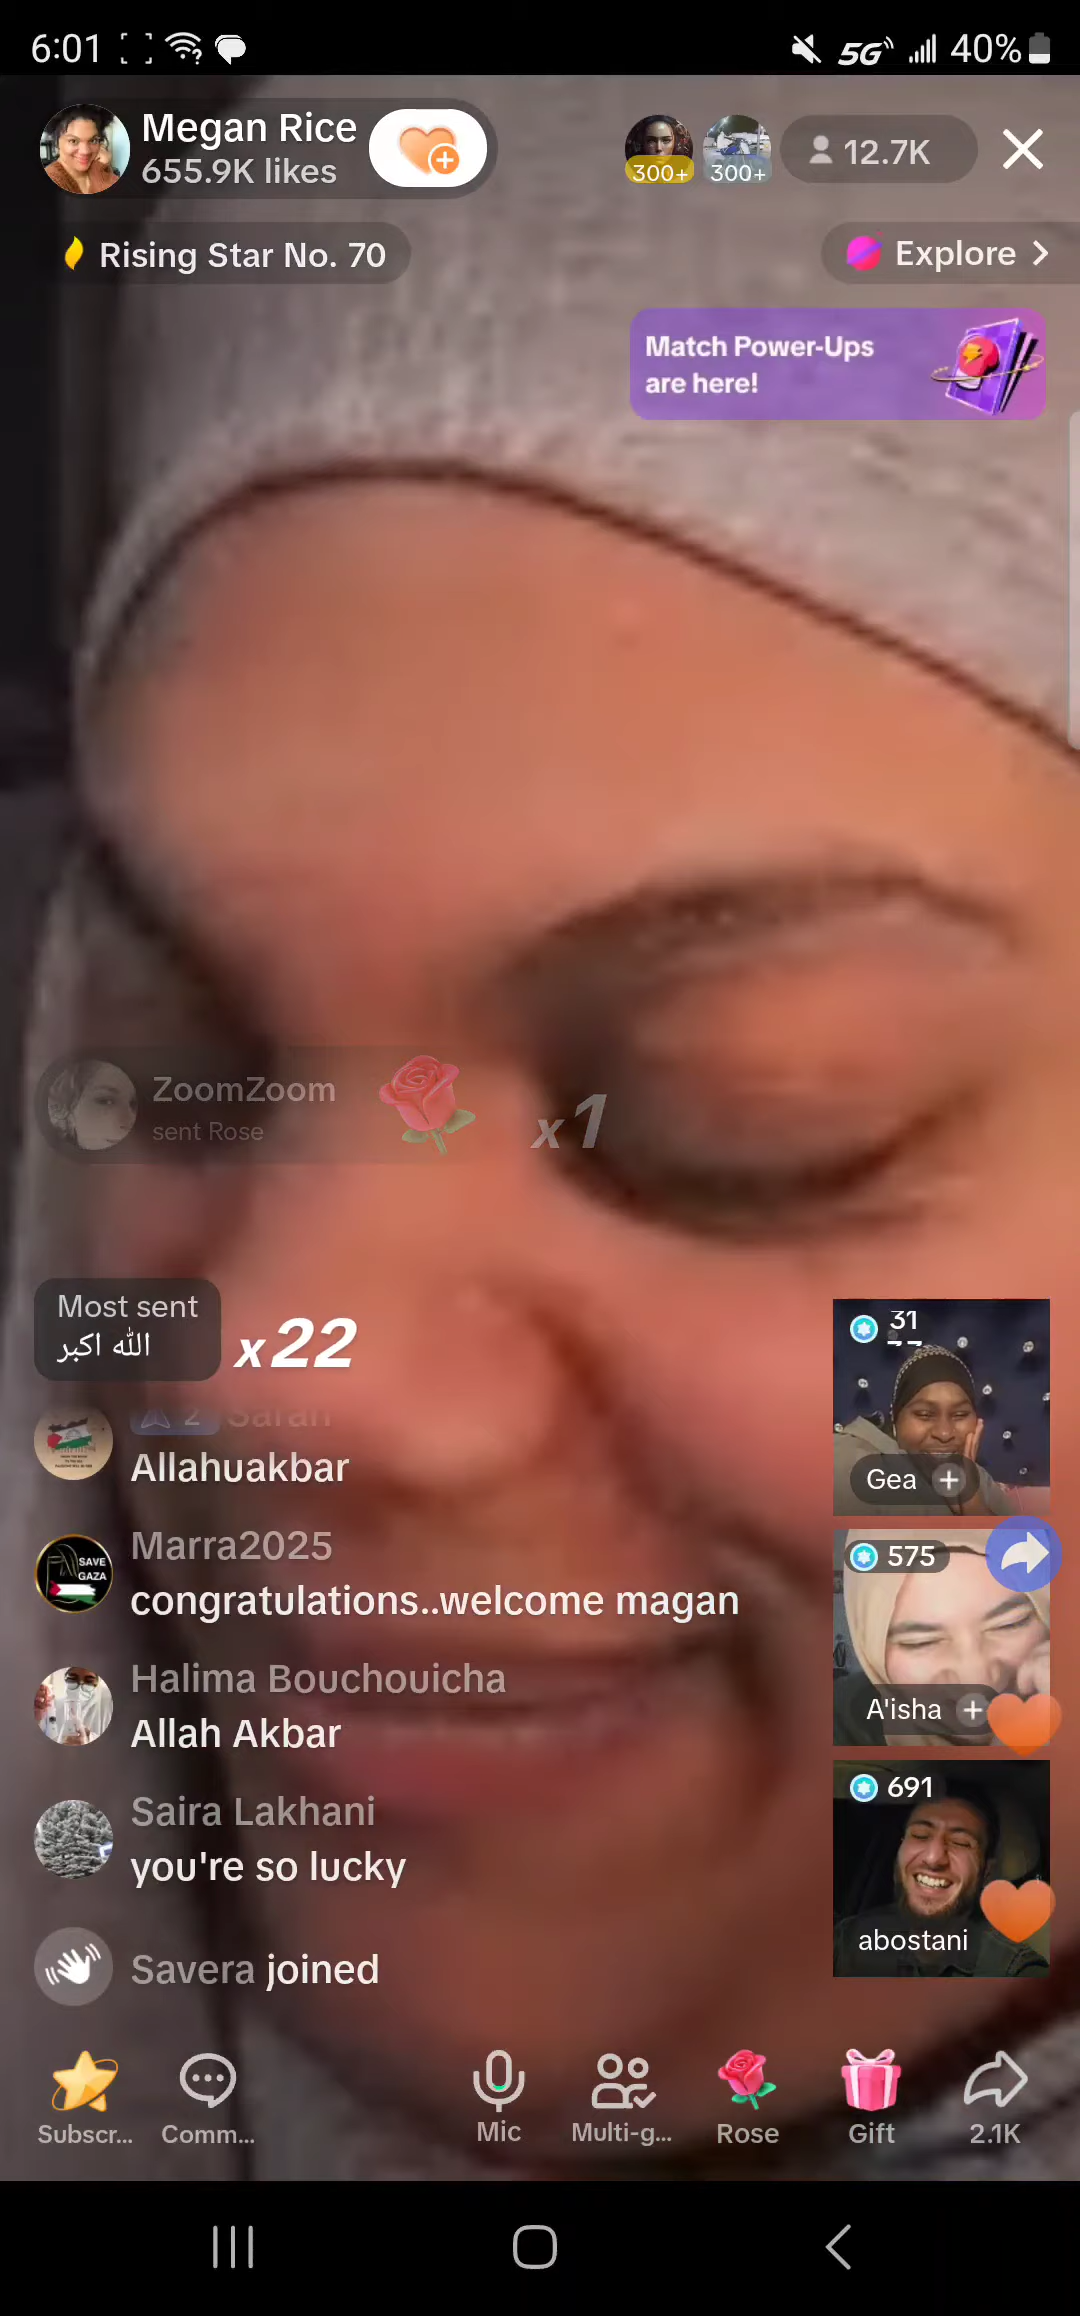 6:01
5G
40%
Megan Rice
655.9K likes
300+
300+
12.7K
Rising Star No. 70
Explore
Match Power-Ups
are here!
ZoomZoom
sent Rose
x1
Most sent
الله اكبر
x22
2 Sarah
Allahuakbar
Marra2025
congratulations..welcome magan
Halima Bouchouicha
Allah Akbar
Saira Lakhani
you're so lucky
Savera joined
SAVE
GAZA
31
Gea
575
A'isha
691
abostani
Subscr...
Comm...
Mic
Multi-g...
Rose
Gift
2.1K